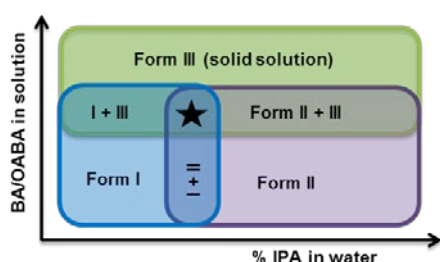 BA/OABA in solution
Form III (solid solution)
I + III
Form II + III
Form I
I + II
Form II
% IPA in water